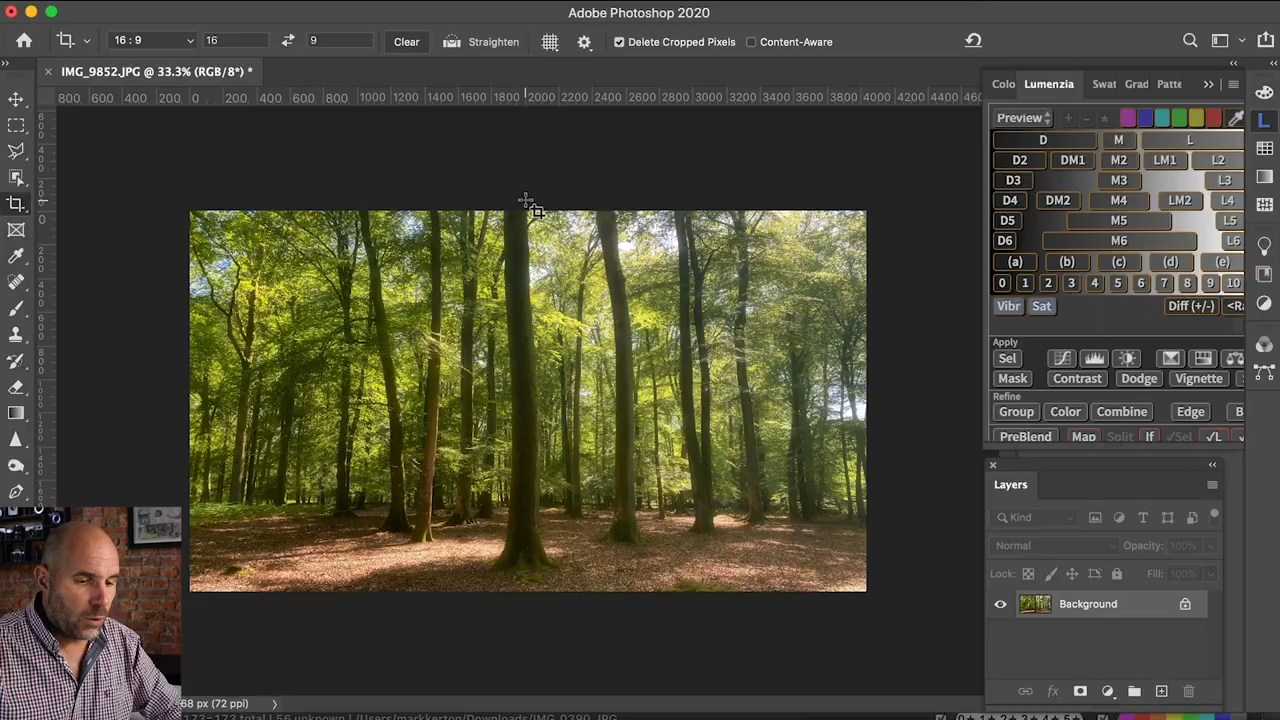 Adobe Photoshop 2020
16 : 9 16 9 Clear Straighten Delete Cropped Pixels Content-Aware
IMG_9852.JPG @ 33.3% (RGB/8*) *
800 600 400 200 0 200 400 600 800 1000 1200 1400 1600 1800 2000 2200 2400 2600 2800 3000 3200 3400 3600 3800 4000 4200 4400 46
Colo Lumenzia Swat Grad Patte
Preview
D M L
D2 DM1 M2 LM1 L2
D3 M3 L3
D4 DM2 M4 LM2 L4
D5 M5 L5
D6 M6 L6
(a) (b) (c) (d) (e)
0 1 2 3 4 5 6 7 8 9 10
Vibr Sat Diff (+/-)
Apply
Sel
Mask Contrast Dodge Vignette
Refine
Group Color Combine Edge B
PreBlend Map Split If ✓Sel ✓L
Layers
Kind
Normal Opacity: 100%
Lock: Fill: 100%
Background
68 px (72 ppi)